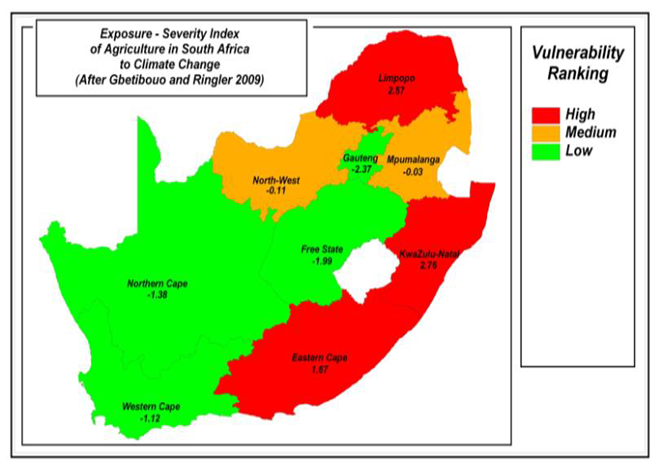 Exposure - Severity Index
of Agriculture in South Africa
to Climate Change
(After Gbetibouo and Ringler 2009)
Vulnerability
Ranking
High
Medium
Low
Limpopo
2.57
Gauteng
-2.37
Mpumalanga
-0.03
North-West
-0.11
Free State
-1.99
KwaZulu-Natal
2.76
Northern Cape
-1.38
Eastern Cape
1.67
Western Cape
-1.12